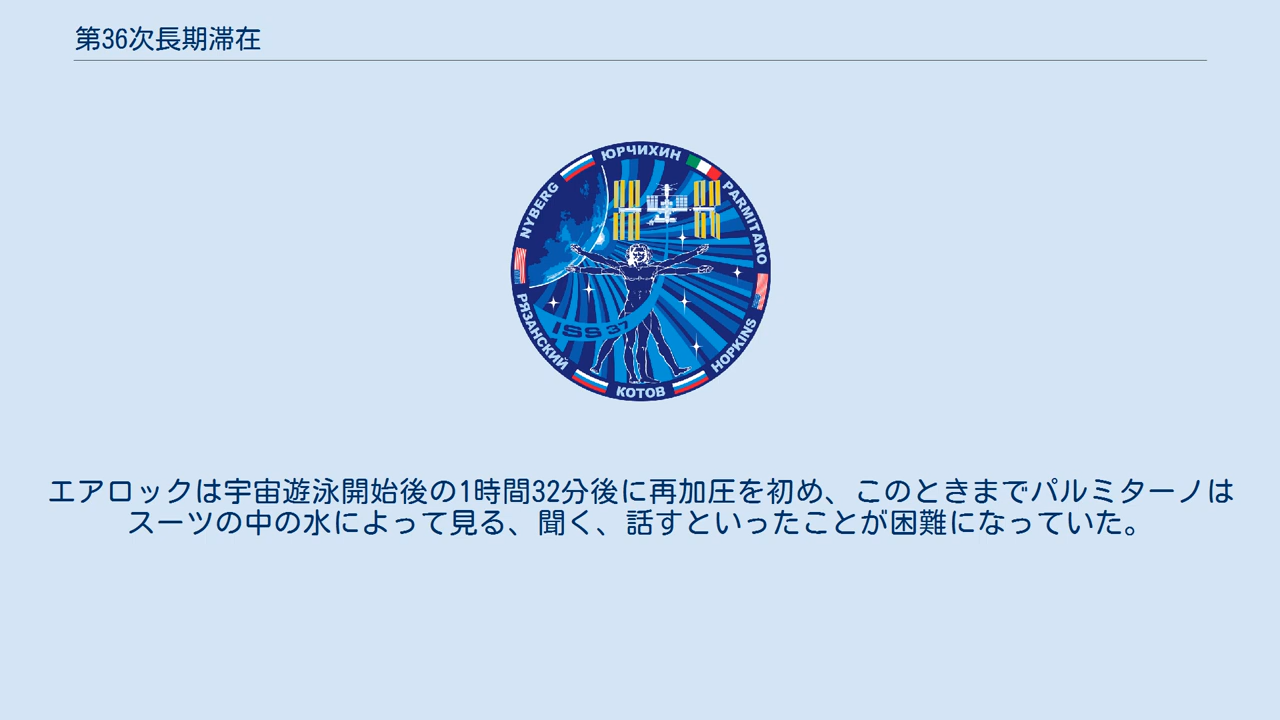 第36次長期滞在
ЮРЧИХИН
PARMITANO
HOPKINS
КОТОВ
РЯЗАНСКИЙ
NYBERG
ISS 37
エアロックは宇宙遊泳開始後の1時間32分後に再加圧を初め、このときまでパルミターノは
スーツの中の水によって見る、聞く、話すといったことが困難になっていた。